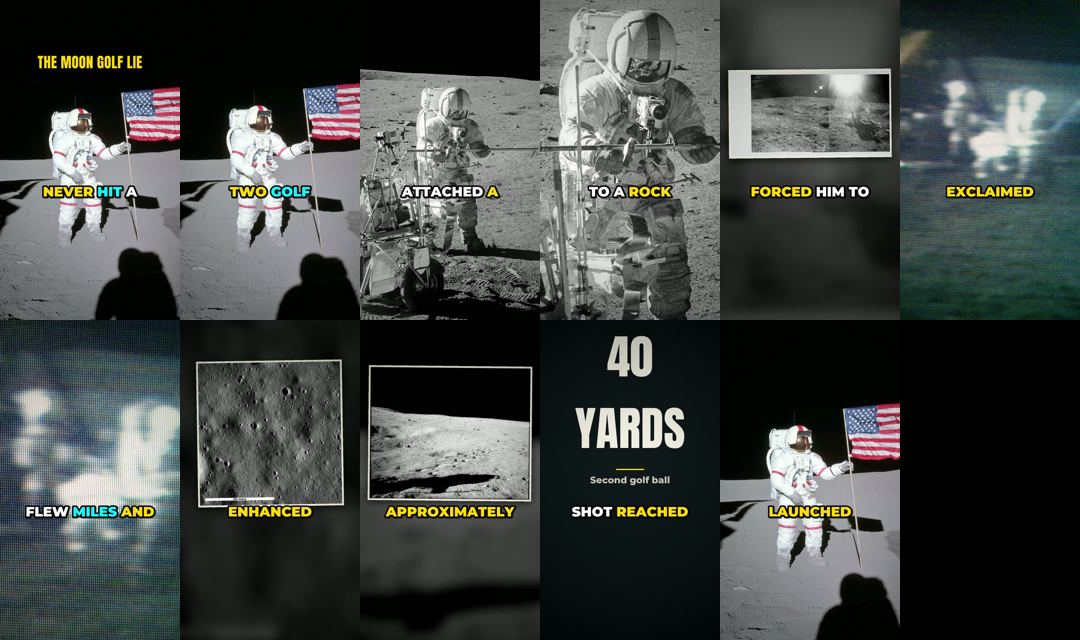 THE MOON GOLF LIE
NEVER HIT A
TWO GOLF
ATTACHED A
TO A ROCK
FORCED HIM TO
EXCLAIMED
FLEW MILES AND
ENHANCED
APPROXIMATELY
40
YARDS
Second golf ball
SHOT REACHED
LAUNCHED